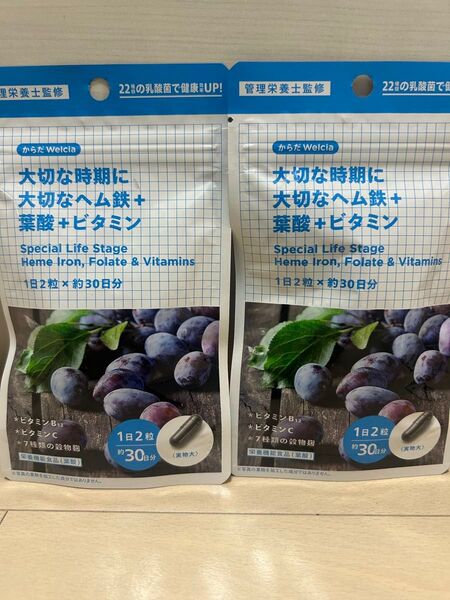 管理栄養士監修
22種類の乳酸菌で健康UP!
からだWelcia
大切な時期に
大切なヘム鉄+
葉酸+ビタミン
Special Life Stage
Heme Iron, Folate & Vitamins
1日2粒×約30日分
*ビタミンB12
*ビタミンC
*7種類の穀物麹
栄養機能食品(葉酸)
1日2粒
約30日分
(実物大)
管理栄養士監修
22種類の乳酸菌で健康
からだWelcia
大切な時期に
大切なヘム鉄+
葉酸+ビタミン
Special Life Stage
Heme Iron, Folate & Vitamins
1日2粒×約30日分
*ビタミンB12
*ビタミンC
*7種類の穀物麹
栄養機能食品(葉酸)
1日2粒
約30日分
(実物大)